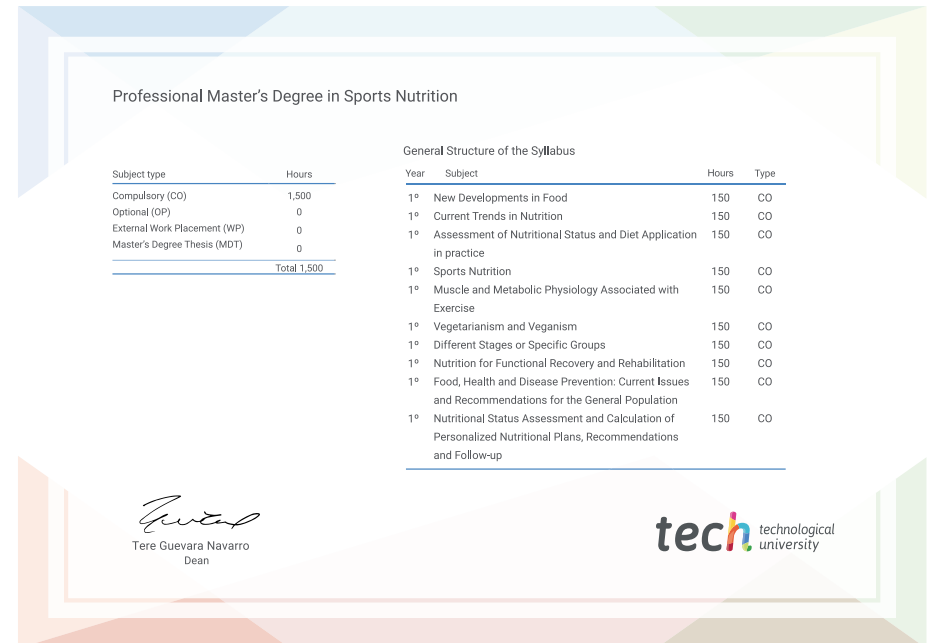 Professional Master's Degree in Sports Nutrition
Subject type Hours
Compulsory (CO) 1,500
Optional (OP) 0
External Work Placement (WP) 0
Master's Degree Thesis (MDT) 0
Total 1,500
General Structure of the Syllabus
Year Subject Hours Type
1º New Developments in Food 150 CO
1º Current Trends in Nutrition 150 CO
1º Assessment of Nutritional Status and Diet Application 150 CO
in practice
1º Sports Nutrition 150 CO
1º Muscle and Metabolic Physiology Associated with 150 CO
Exercise
1º Vegetarianism and Veganism 150 CO
1º Different Stages or Specific Groups 150 CO
1º Nutrition for Functional Recovery and Rehabilitation 150 CO
1º Food, Health and Disease Prevention: Current Issues 150 CO
and Recommendations for the General Population
1º Nutritional Status Assessment and Calculation of 150 CO
Personalized Nutritional Plans, Recommendations
and Follow-up
Tere Guevara Navarro
Dean
tech technological
university